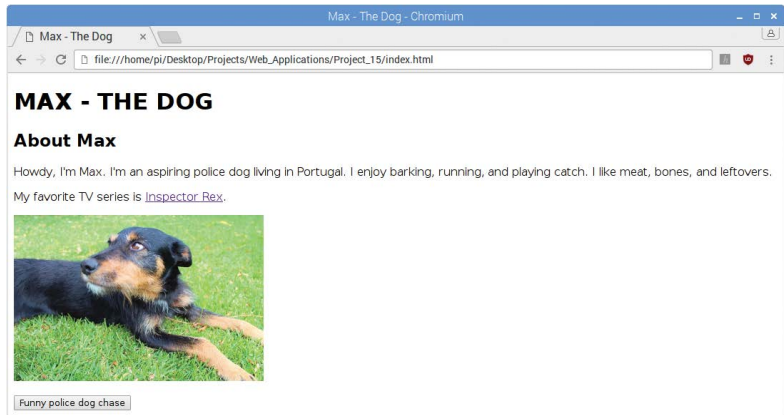 Max - The Dog - Chromium
Max - The Dog
file:///home/pi/Desktop/Projects/Web_Applications/Project_15/index.html
MAX - THE DOG
About Max
Howdy, I'm Max. I'm an aspiring police dog living in Portugal. I enjoy barking, running, and playing catch. I like meat, bones, and leftovers.
My favorite TV series is Inspector Rex.
Funny police dog chase